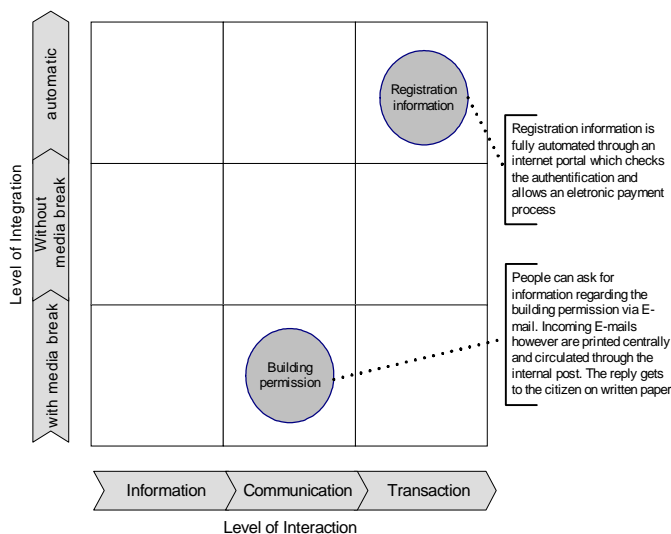 automatic
Without
media break
with media break
Level of Integration
Registration
information
Building
permission
Registration information is
fully automated through an
internet portal which checks
the authentification and
allows an eletronic payment
process
People can ask for
information regarding the
building permission via E-
mail. Incoming E-mails
however are printed centrally
and circulated through the
internal post. The reply gets
to the citizen on written paper
Information
Communication
Transaction
Level of Interaction